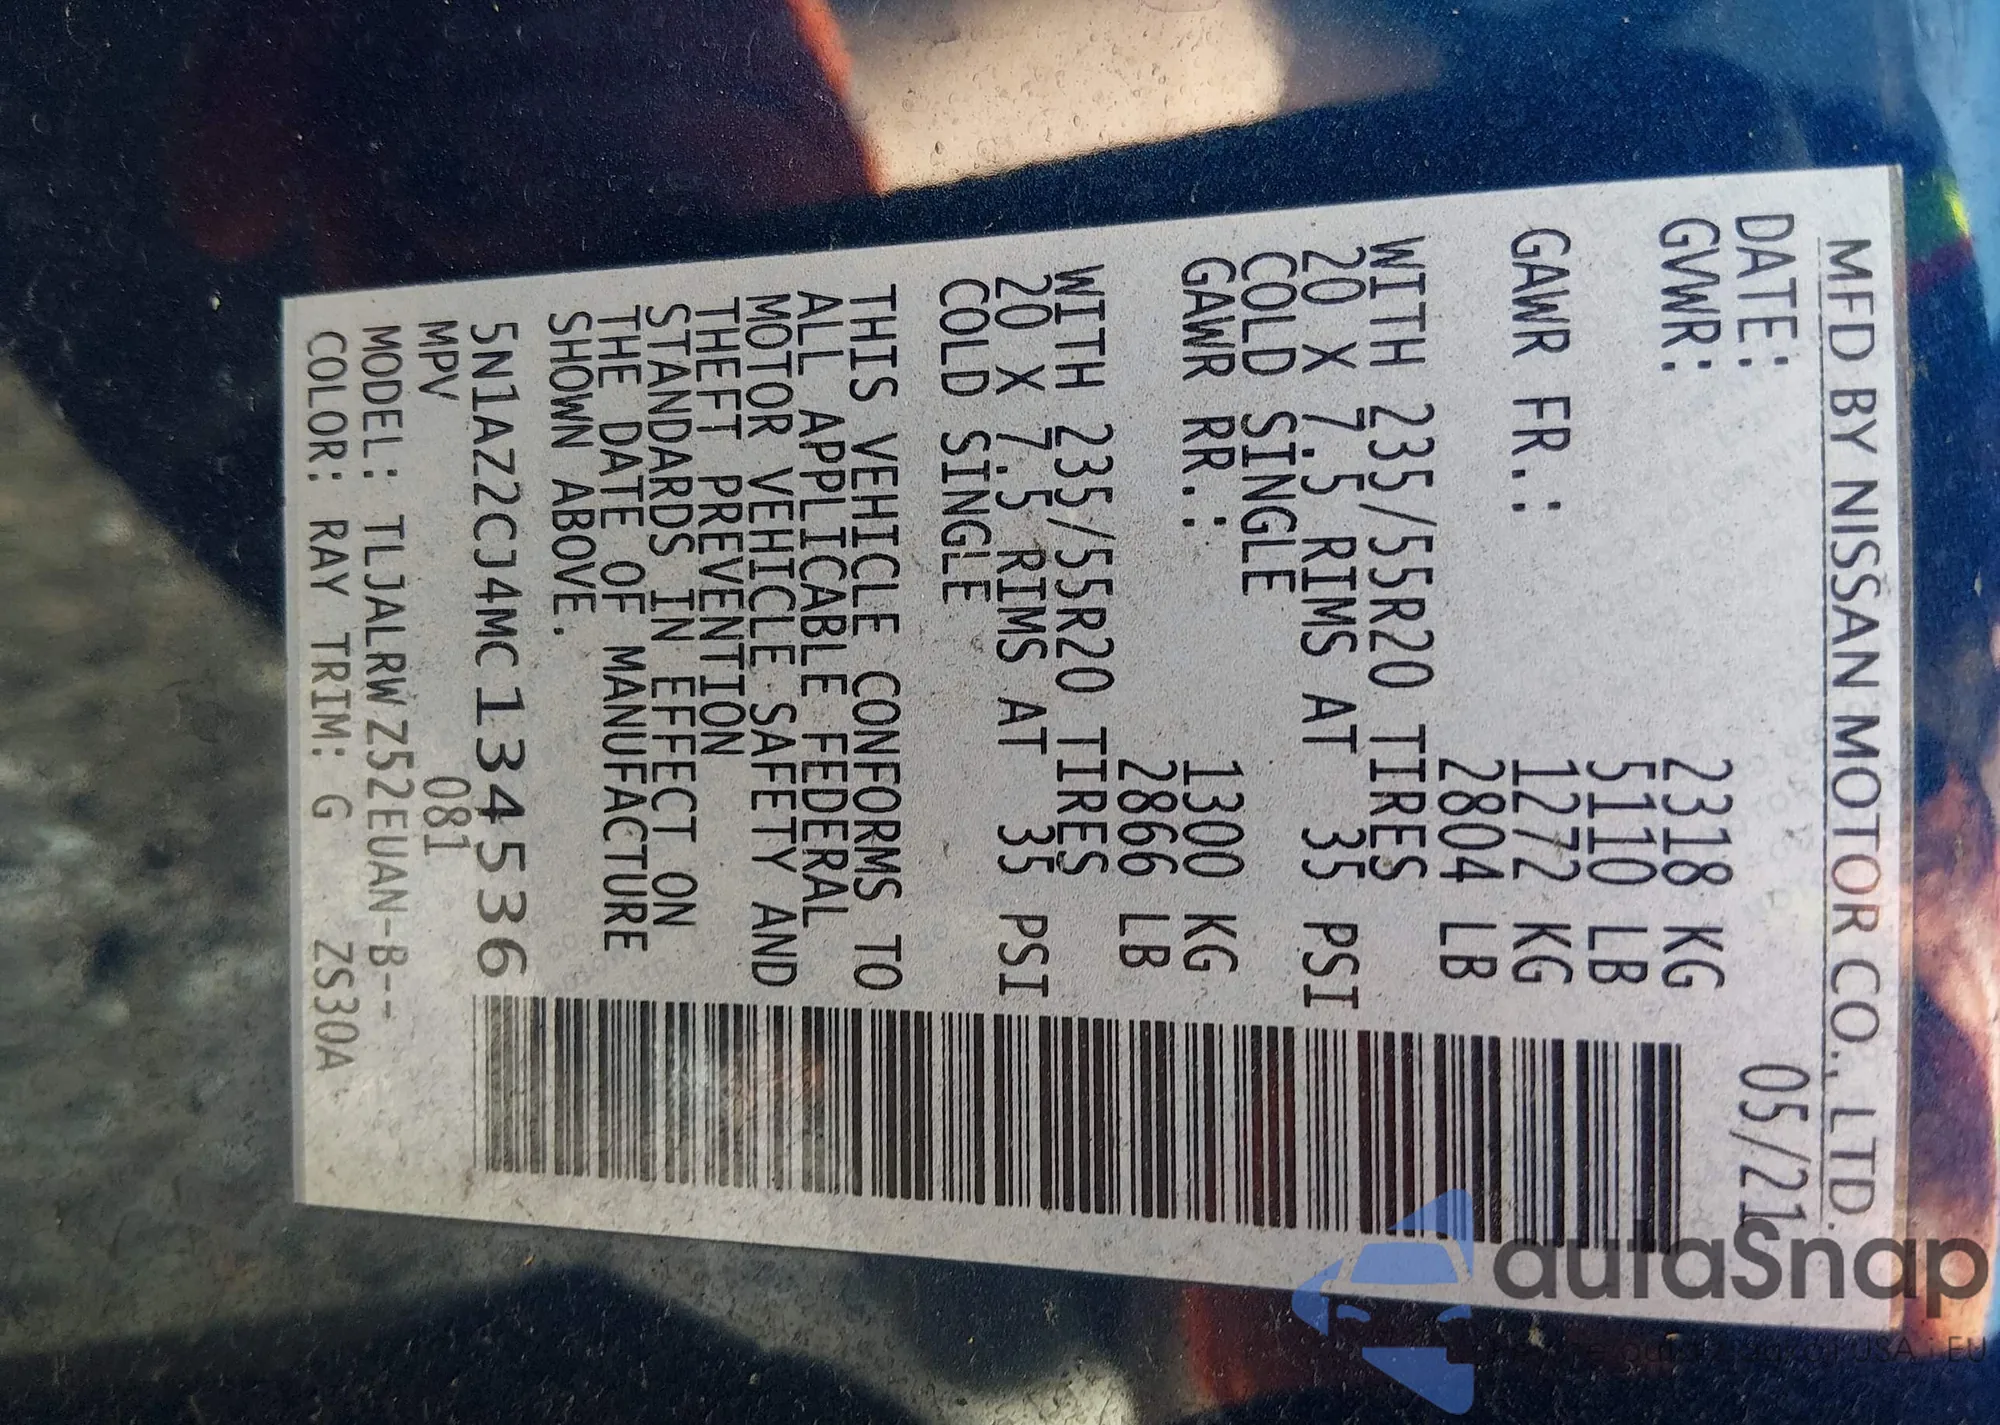 MFD BY NISSAN MOTOR CO., LTD.
DATE: 05/21
GVWR: 2318 KG
5110 LB
GAWR FR.: 1272 KG
2804 LB
WITH 235/55R20 TIRES
20 X 7.5 RIMS AT 35 PSI
COLD SINGLE
GAWR RR.: 1300 KG
2866 LB
WITH 235/55R20 TIRES
20 X 7.5 RIMS AT 35 PSI
COLD SINGLE
THIS VEHICLE CONFORMS TO
ALL APPLICABLE FEDERAL
MOTOR VEHICLE SAFETY AND
THEFT PREVENTION
STANDARDS IN EFFECT ON
THE DATE OF MANUFACTURE
SHOWN ABOVE.
5N1AZ2CJ4MC134536
MPV 081
MODEL: TLJALRWZ52EUAN-B--
COLOR: RAY TRIM: G ZS30A
autaSnap
USA i EU